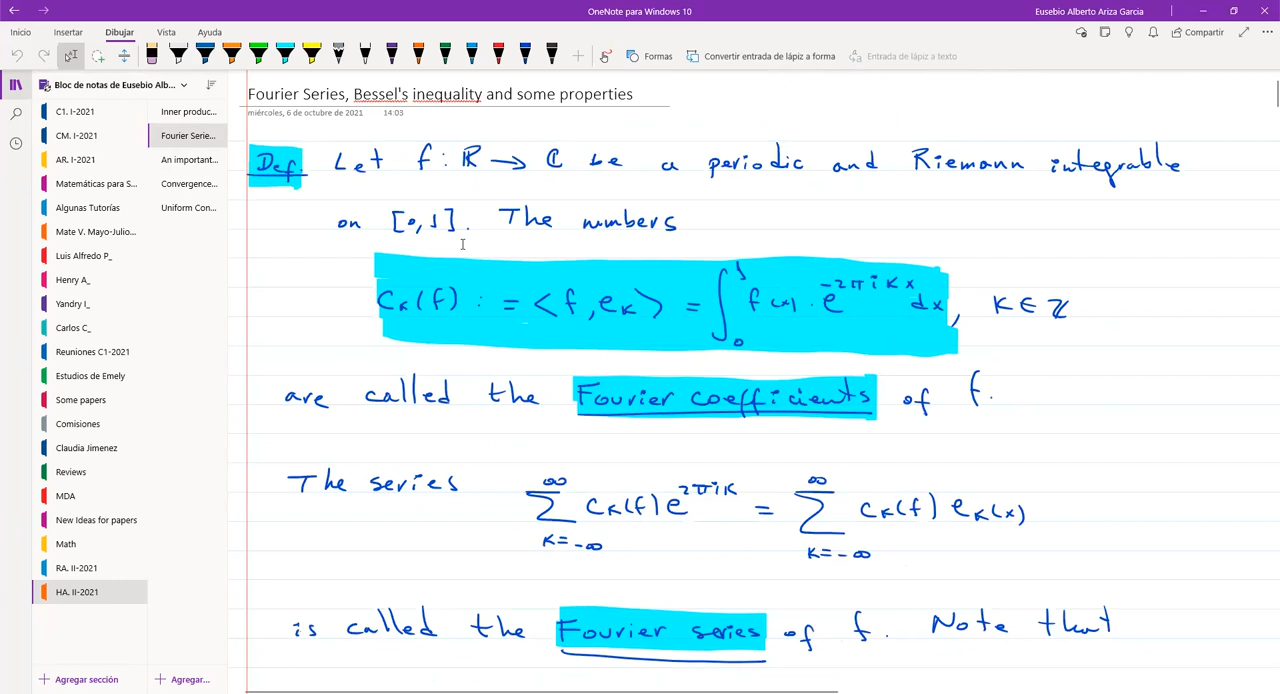 OneNote para Windows 10
Eusebio Alberto Ariza Garcia
Inicio Insertar Dibujar Vista Ayuda
Compartir
Formas Convertir entrada de lápiz a forma Entrada de lápiz a texto
Bloc de notas de Eusebio Alb...
C1. I-2021
CM. I-2021
AR. I-2021
Matemáticas para S...
Algunas Tutorías
Mate V. Mayo-Julio...
Luis Alfredo P_
Henry A_
Yandry I_
Carlos C_
Reuniones C1-2021
Estudios de Emely
Some papers
Comisiones
Claudia Jimenez
Reviews
MDA
New Ideas for papers
Math
RA. II-2021
HA. II-2021
Agregar sección
Inner produc...
Fourier Serie...
An important...
Convergence...
Uniform Con...
Agregar...
Fourier Series, Bessel's inequality and some properties
miércoles, 6 de octubre de 2021 14:03
Def. Let f: ℝ → ℂ be a periodic and Riemann integrable
on [0,1]. The numbers
c_k(f) := <f, e_k> = ∫_0^1 f(x) · e^{-2πikx} dx, k ∈ ℤ
are called the Fourier coefficients of f.
The series ∑_{k=-∞}^{∞} c_k(f) e^{2πik} = ∑_{k=-∞}^{∞} c_k(f) e_k(x)
is called the Fourier series of f. Note that